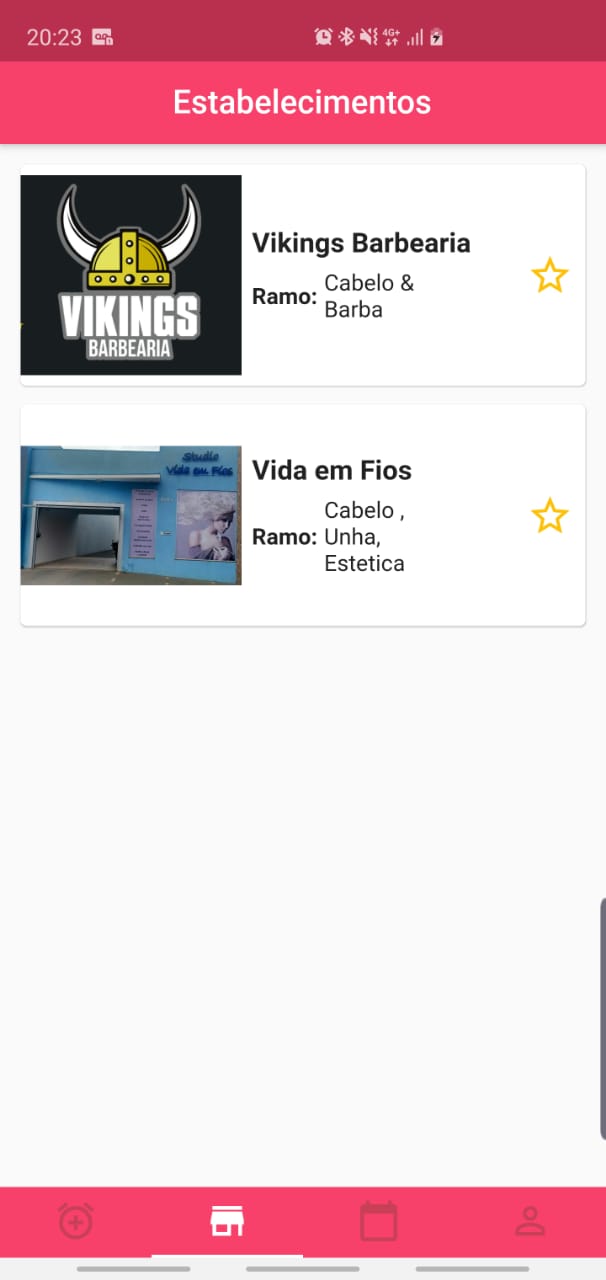 20:23
4G+
Estabelecimentos
VIKINGS
BARBEARIA
Vikings Barbearia
Ramo: Cabelo &
Barba
Studio
Vida em Fios
Vida em Fios
Ramo: Cabelo ,
Unha,
Estetica